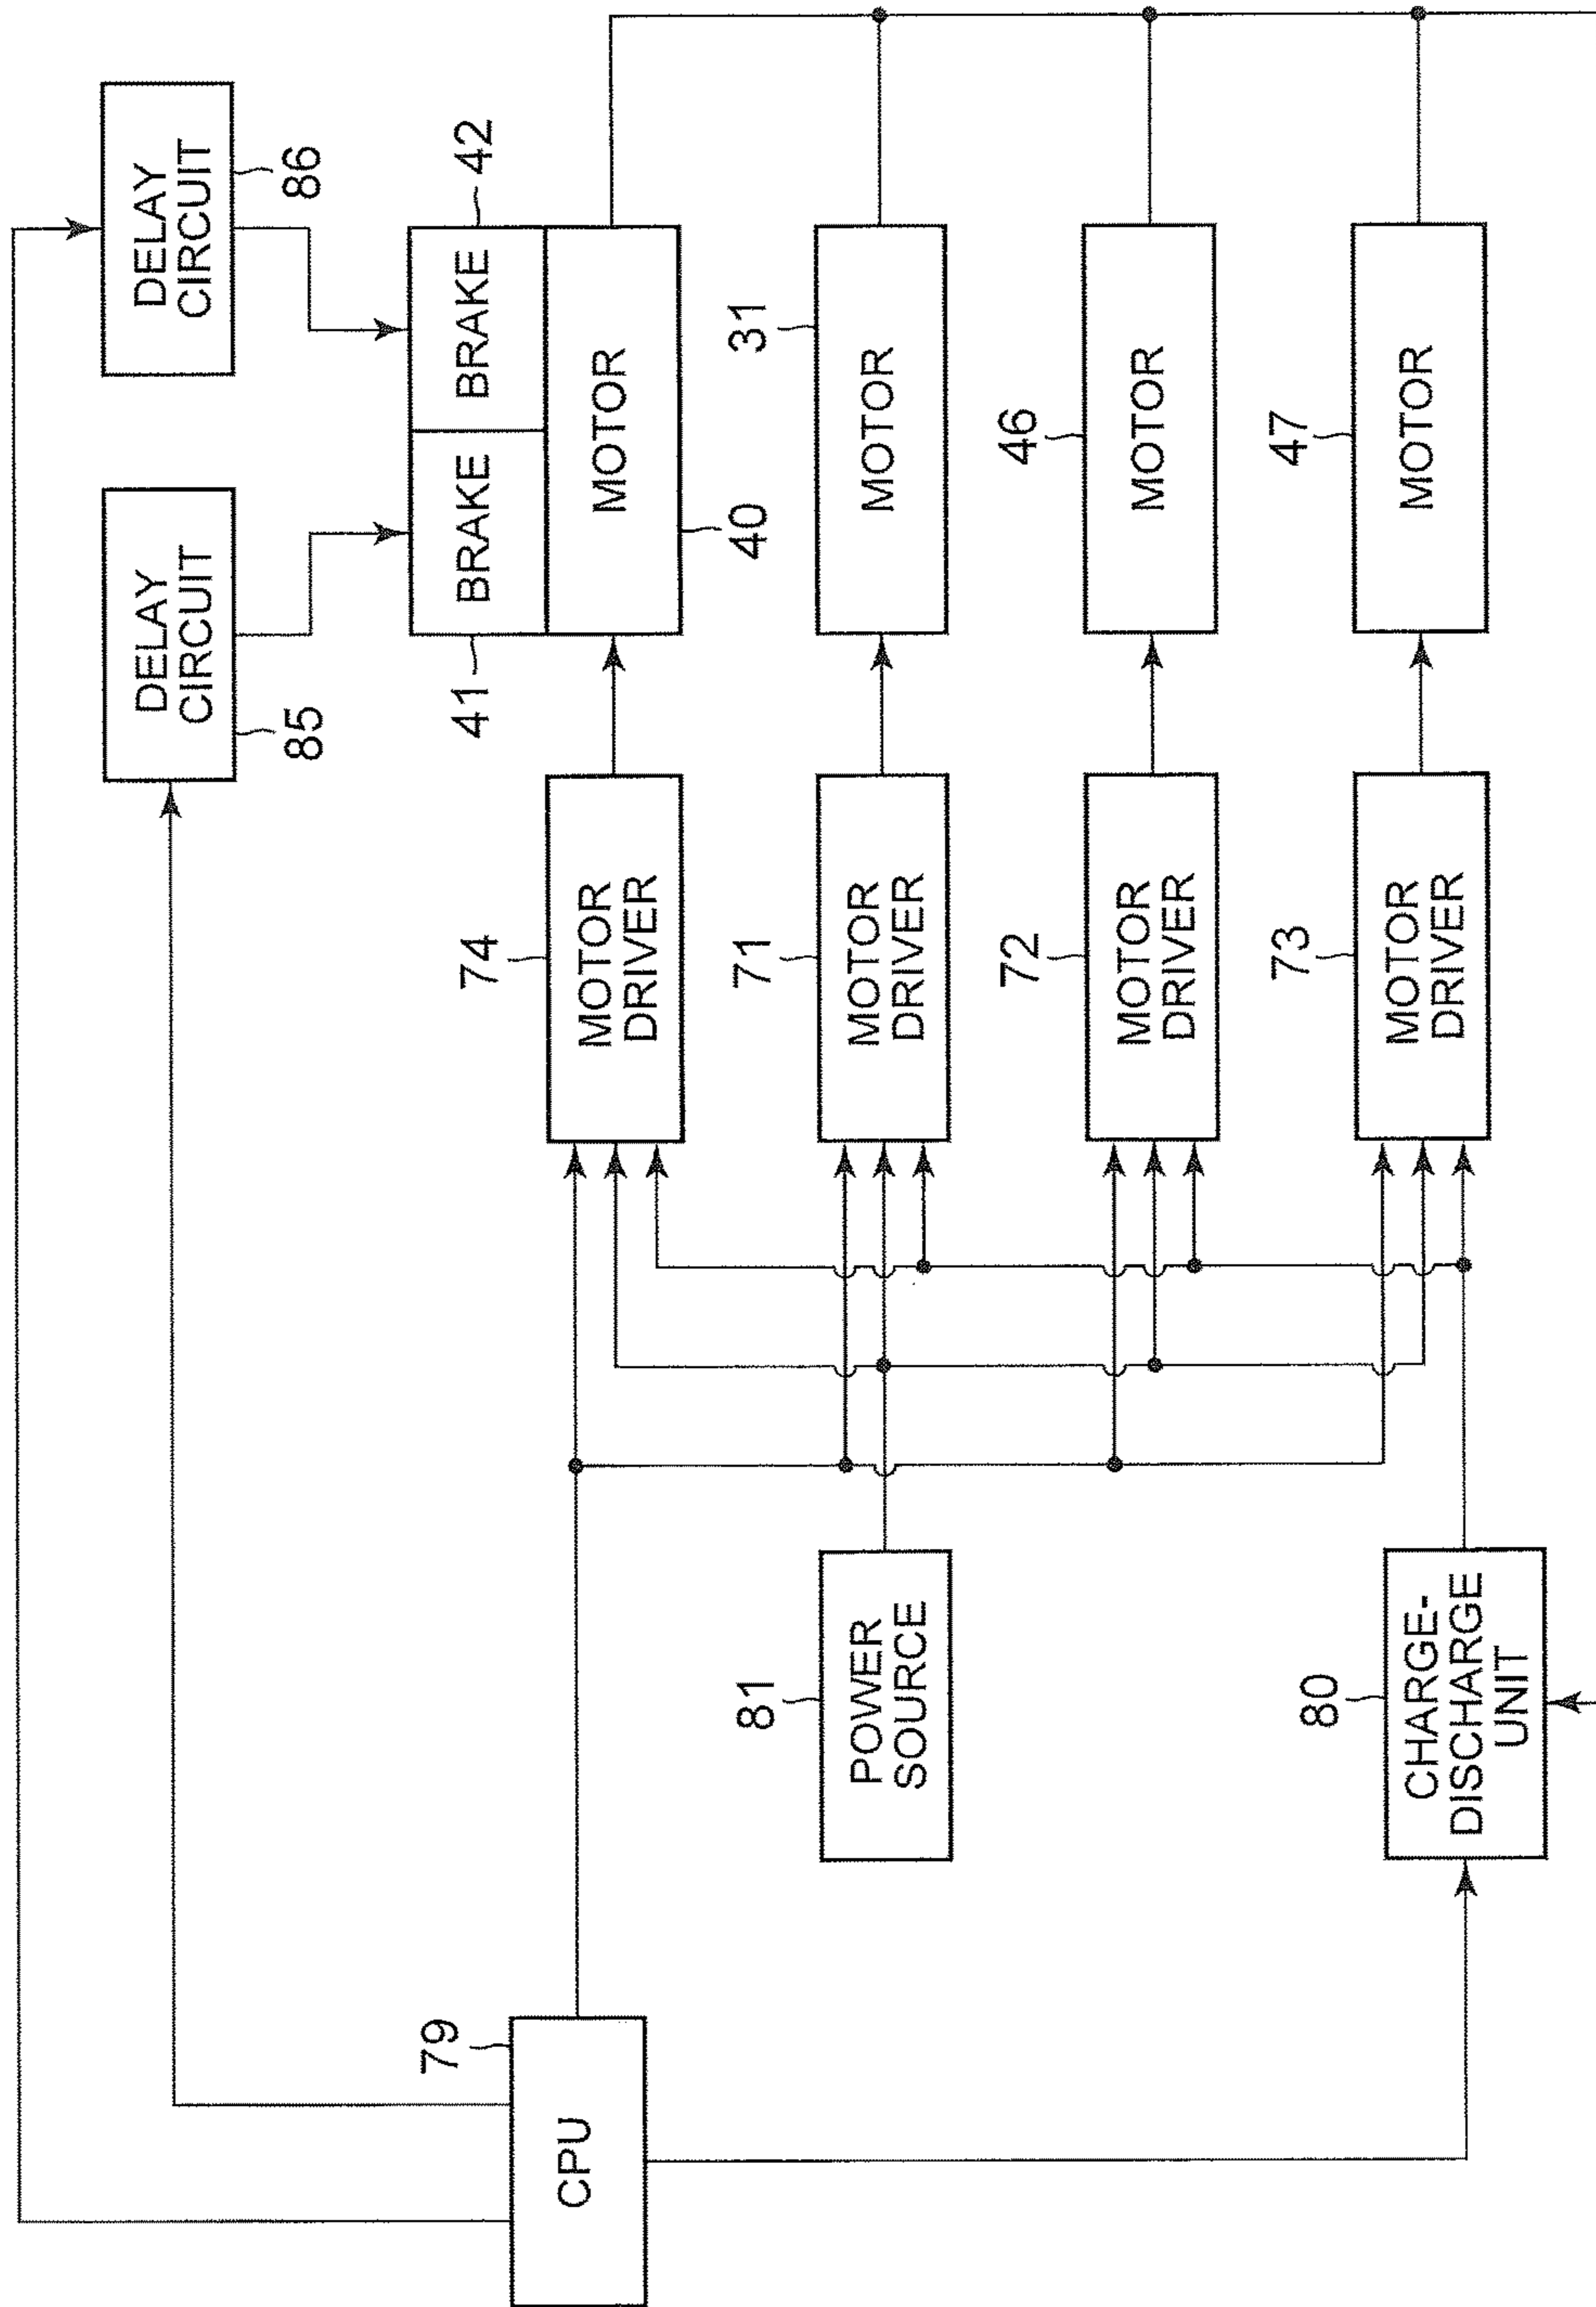 DELAY
CIRCUIT
86
DELAY
CIRCUIT
85
BRAKE
41
BRAKE
42
MOTOR
40
MOTOR
DRIVER
74
MOTOR
DRIVER
71
MOTOR
31
MOTOR
DRIVER
72
MOTOR
46
MOTOR
DRIVER
73
MOTOR
47
CPU
79
POWER
SOURCE
81
CHARGE-
DISCHARGE
UNIT
80